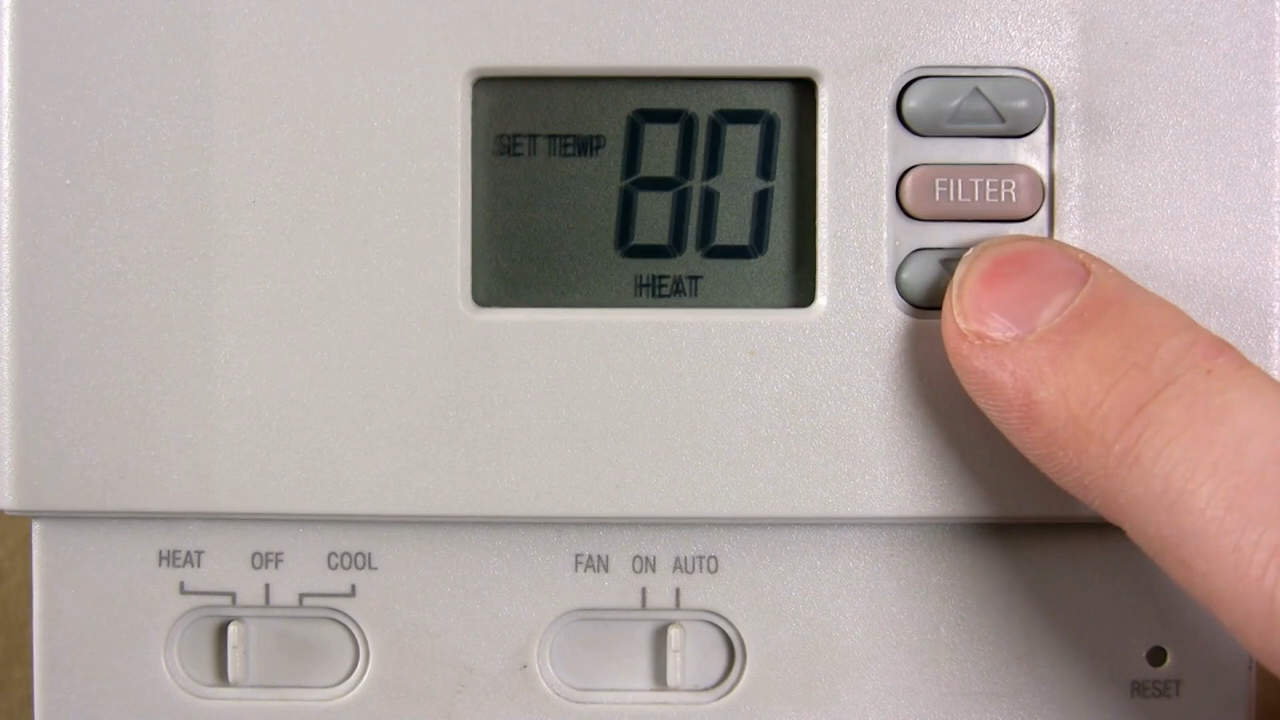 SET TEMP 80
HEAT
FILTER
HEAT OFF COOL
FAN ON AUTO
RESET